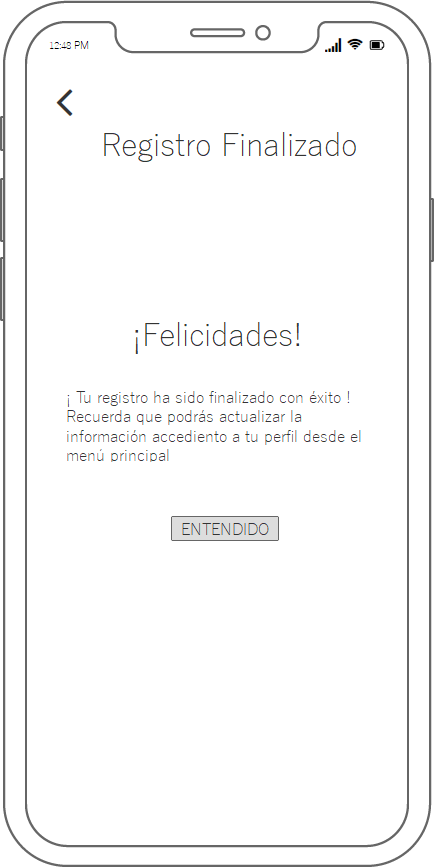 12:48 PM
Registro Finalizado
¡Felicidades!
¡ Tu registro ha sido finalizado con éxito !
Recuerda que podrás actualizar la
información accediento a tu perfil desde el
menú principal
ENTENDIDO